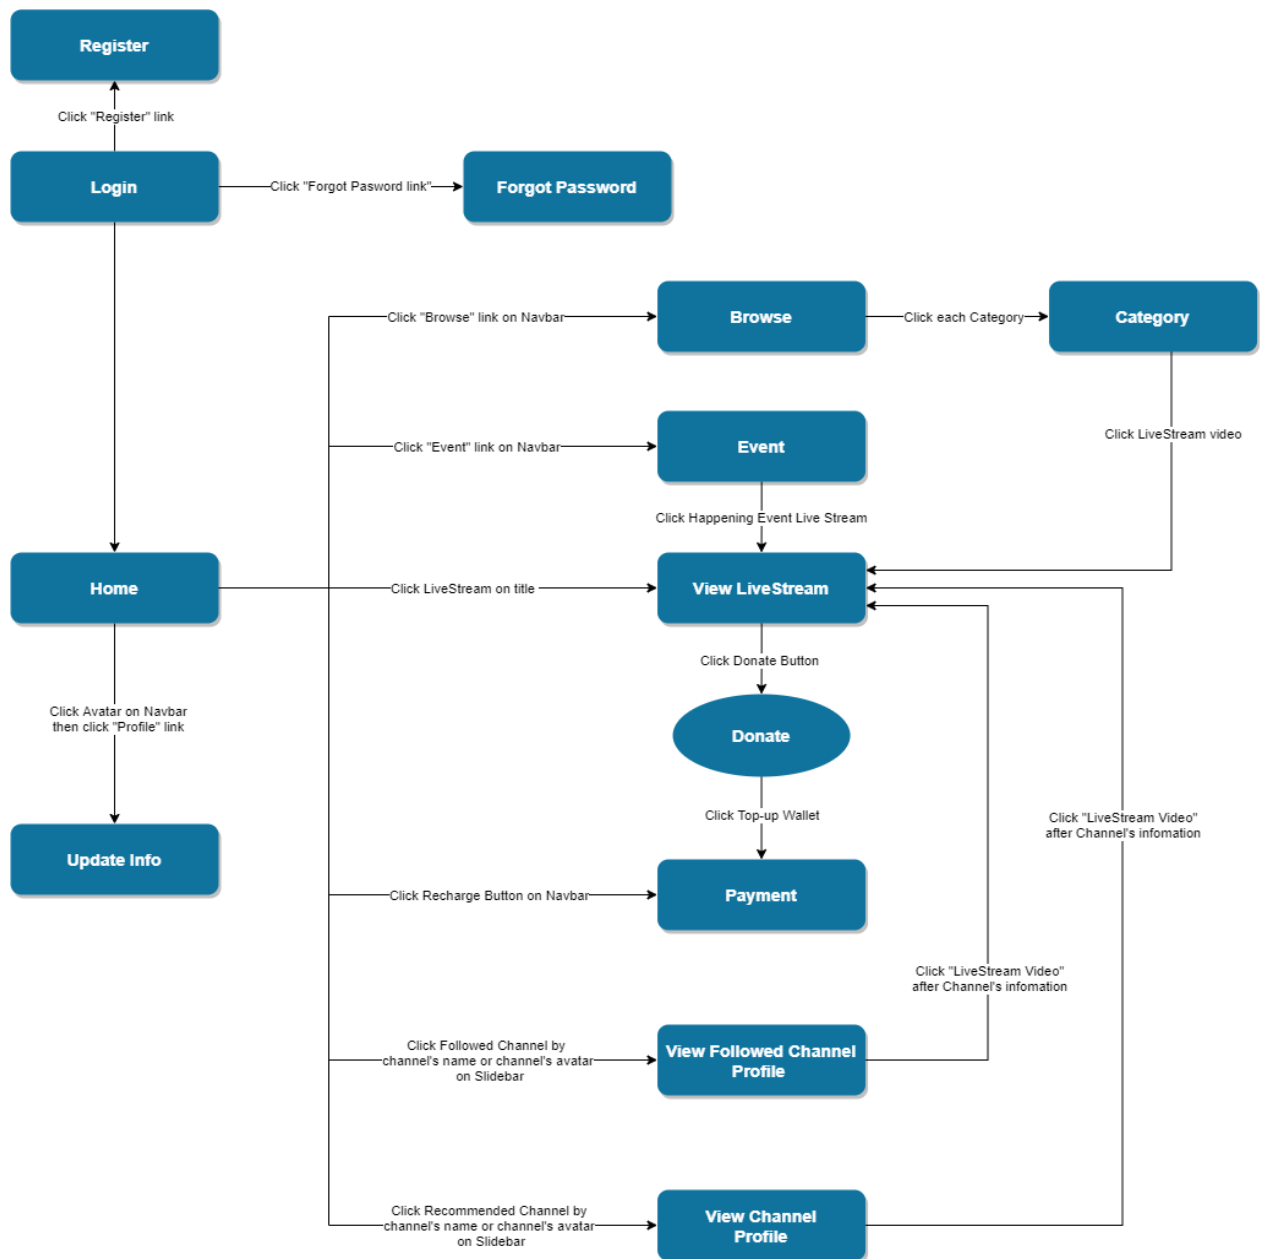 Register
Click "Register" link
Login
Click "Forgot Pasword link"
Forgot Password
Click "Browse" link on Navbar
Browse
Click each Category
Category
Click LiveStream video
Click "Event" link on Navbar
Event
Click Happening Event Live Stream
Home
Click LiveStream on title
View LiveStream
Click Donate Button
Click Avatar on Navbar
then click "Profile" link
Donate
Click Top-up Wallet
Click "LiveStream Video"
after Channel's infomation
Update Info
Click Recharge Button on Navbar
Payment
Click "LiveStream Video"
after Channel's infomation
Click Followed Channel by
channel's name or channel's avatar
on Slidebar
View Followed Channel
Profile
Click Recommended Channel by
channel's name or channel's avatar
on Slidebar
View Channel
Profile